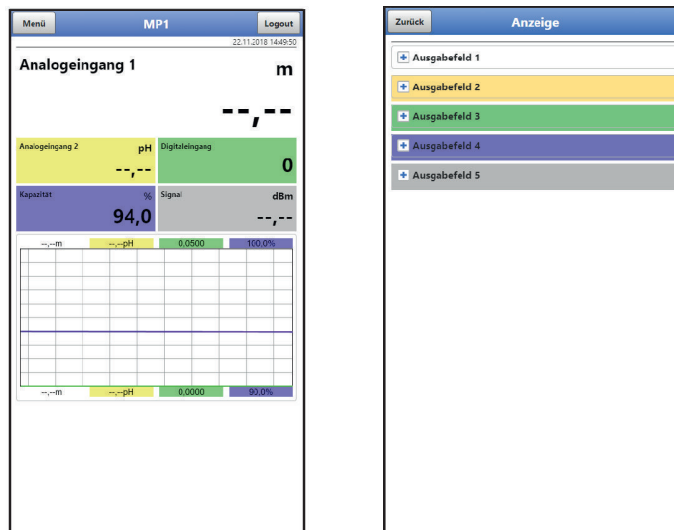 Menü MP1 Logout
22.11.2018 14:49:50
Analogeingang 1 m
--,--
Analogeingang 2 pH Digitaleingang
--,-- 0
Kapazität % Signal dBm
94,0 --,--
--,--m --,--pH 0,0500 100,0%
--,--m --,--pH 0,0000 90,0%
Zurück Anzeige
Ausgabefeld 1
Ausgabefeld 2
Ausgabefeld 3
Ausgabefeld 4
Ausgabefeld 5